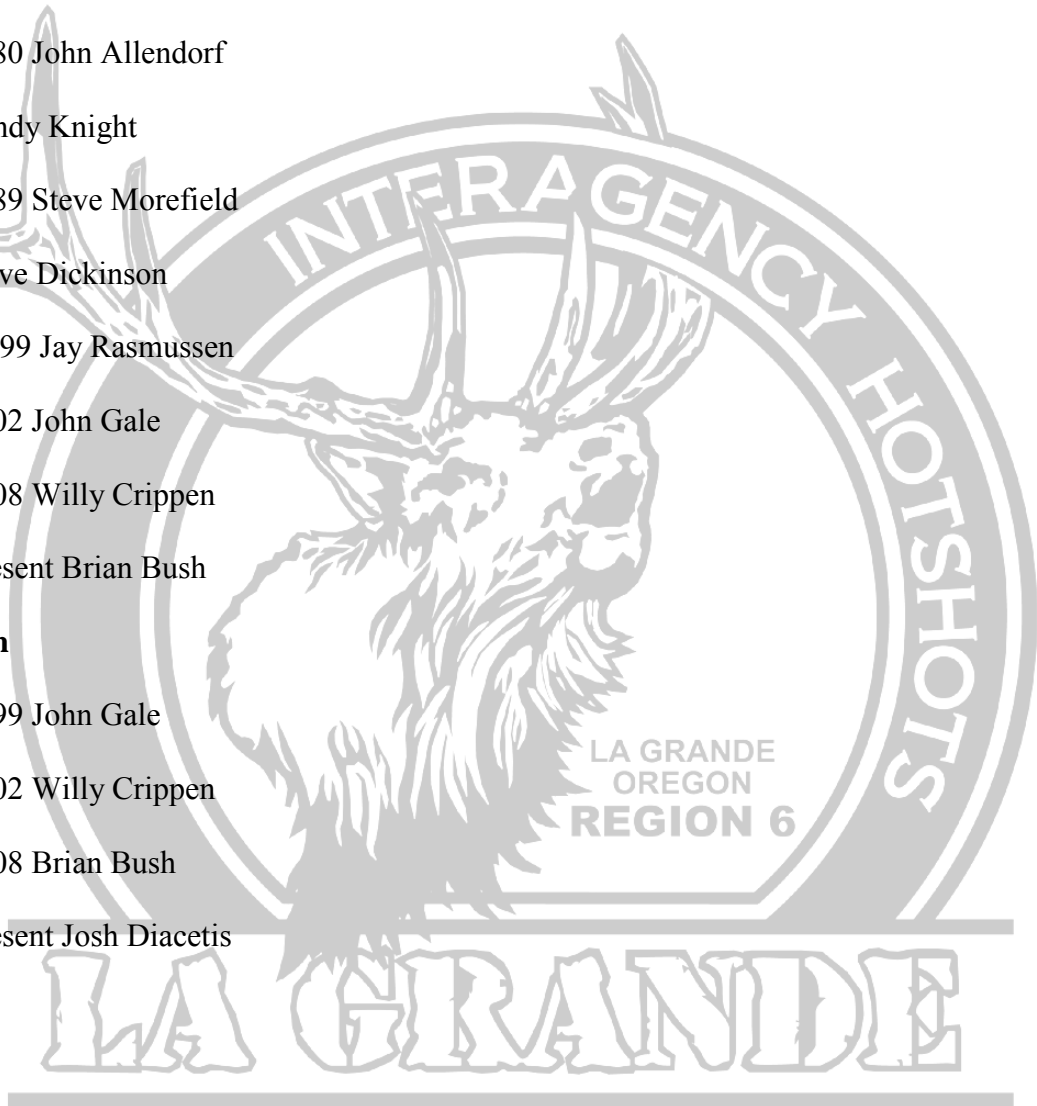 80 John Allendorf
ndy Knight
89 Steve Morefield
ve Dickinson
99 Jay Rasmussen
02 John Gale
08 Willy Crippen
esent Brian Bush
n
99 John Gale
02 Willy Crippen
08 Brian Bush
esent Josh Diacetis
INTERAGENCY HOTSHOTS
LA GRANDE
OREGON
REGION 6
LA GRANDE